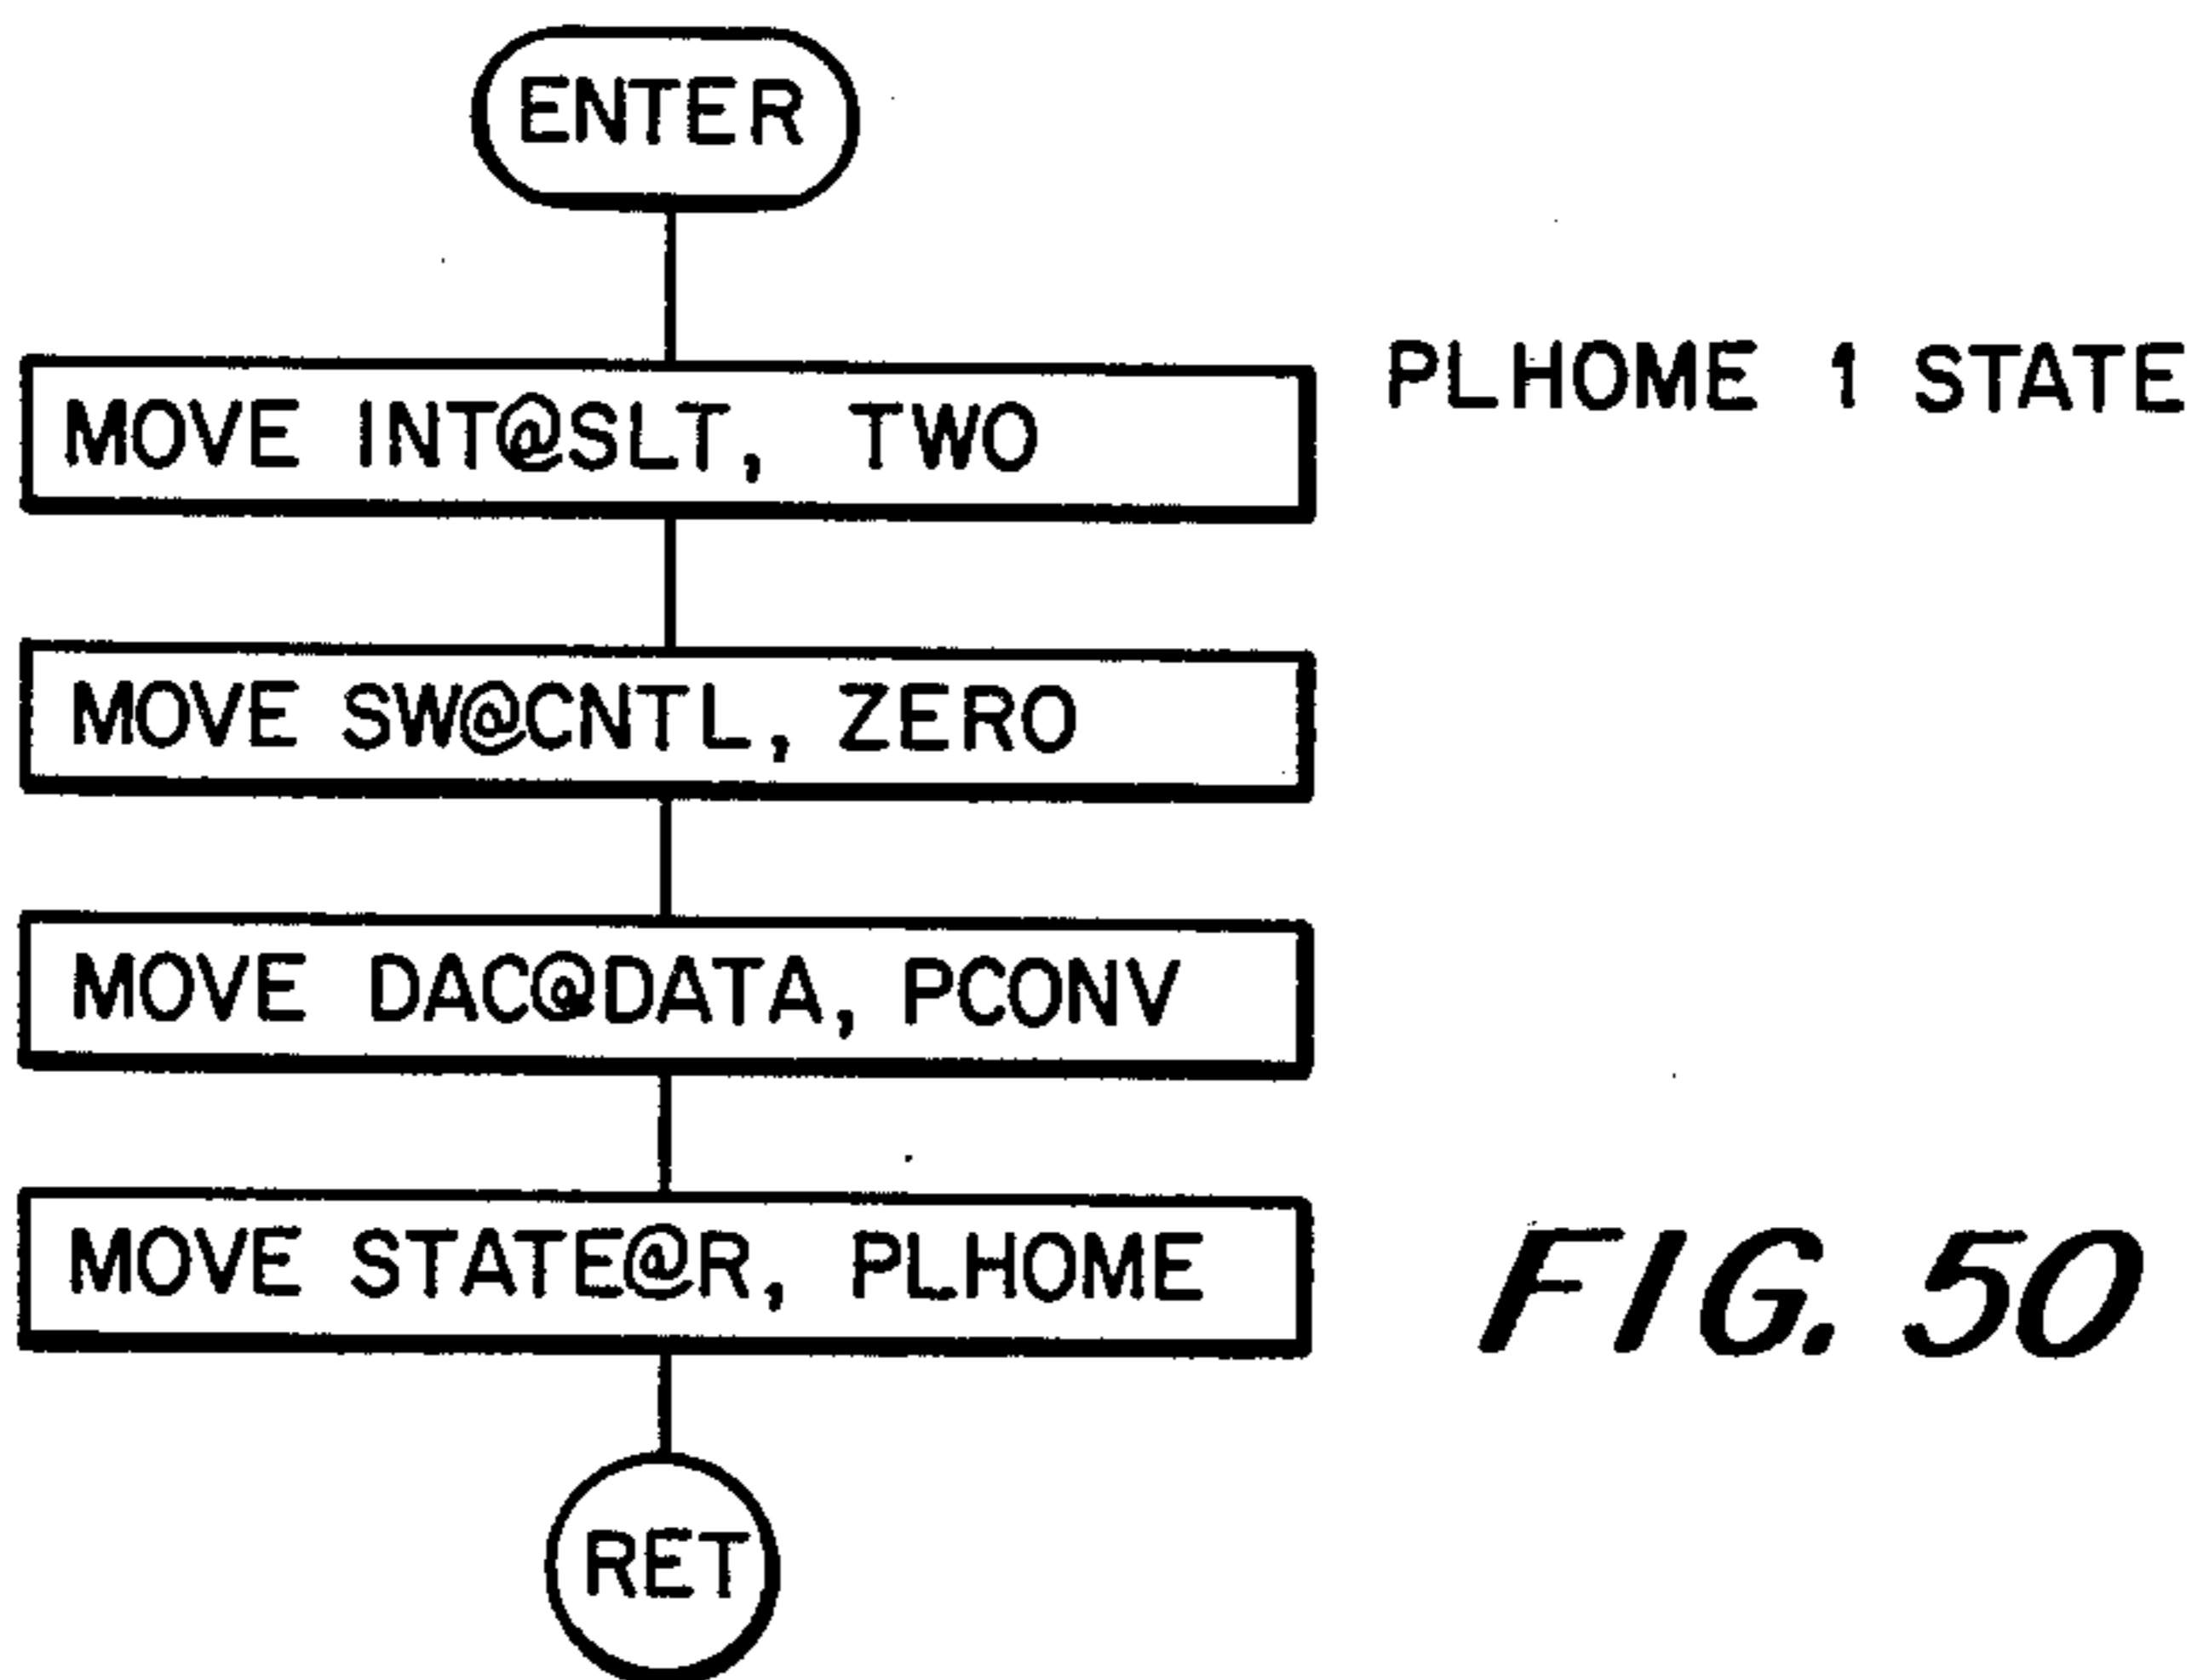 ENTER
PLHOME 1 STATE
MOVE INT@SLT, TWO
MOVE SW@CNTL, ZERO
MOVE DAC@DATA, PCONV
MOVE STATE@R, PLHOME
FIG. 50
RET